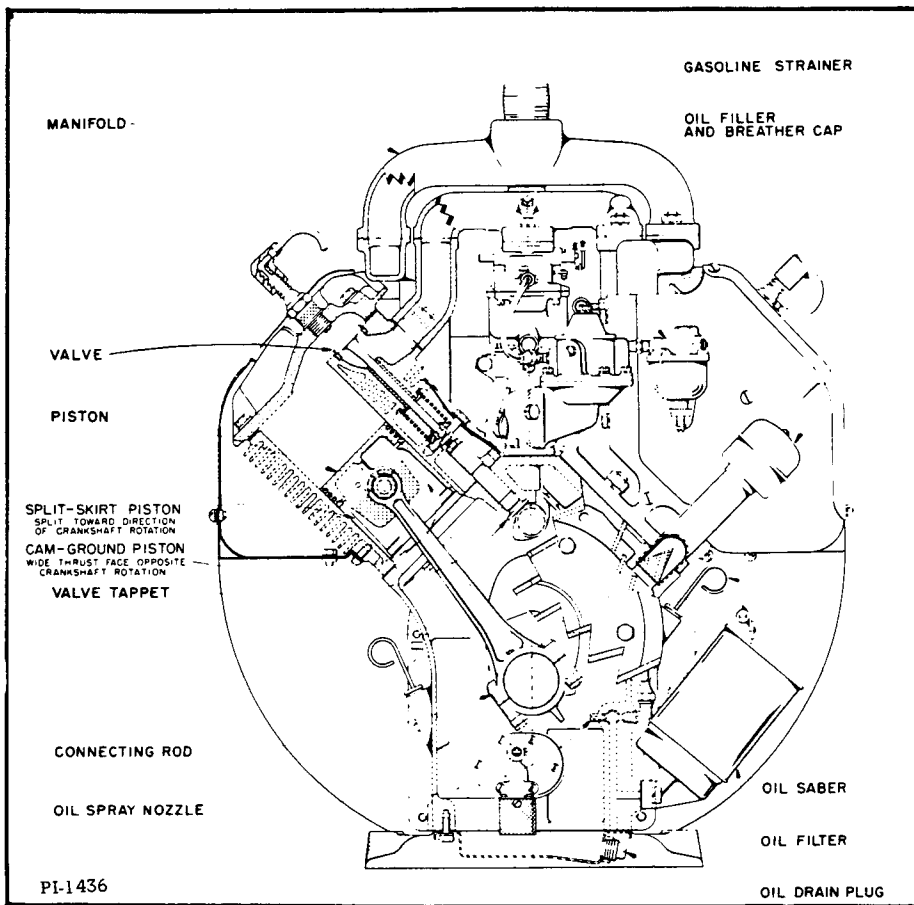 GASOLINE STRAINER
MANIFOLD
OIL FILLER
AND BREATHER CAP
VALVE
PISTON
SPLIT-SKIRT PISTON
SPLIT TOWARD DIRECTION
OF CRANKSHAFT ROTATION
CAM-GROUND PISTON
WIDE THRUST FACE OPPOSITE
CRANKSHAFT ROTATION
VALVE TAPPET
CONNECTING ROD
OIL SPRAY NOZZLE
OIL SABER
OIL FILTER
OIL DRAIN PLUG
PI-1436